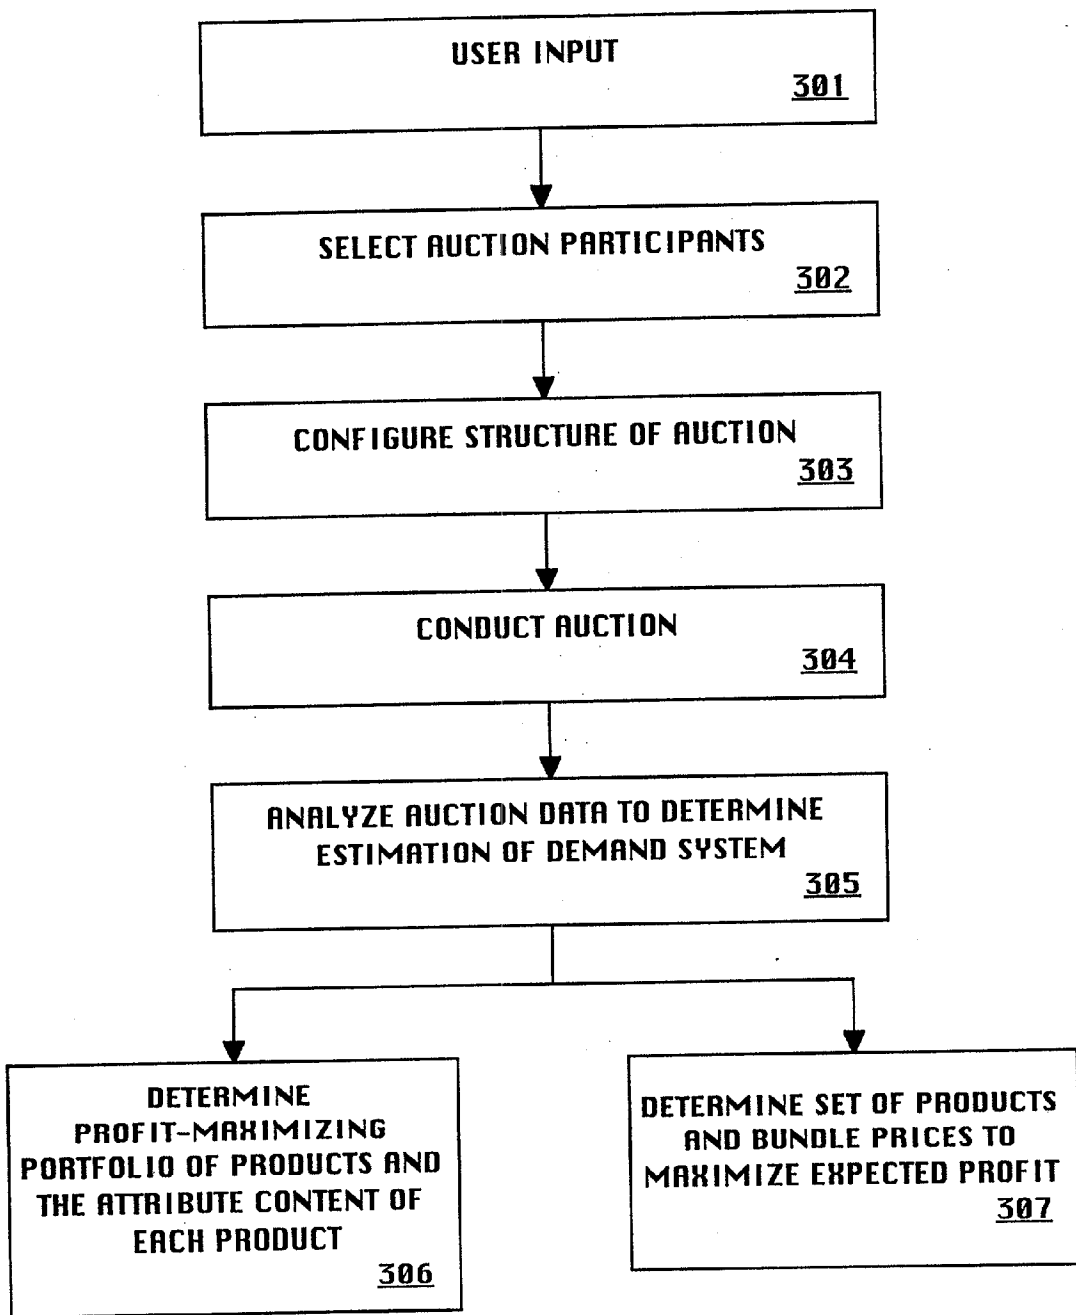 USER INPUT
301
SELECT AUCTION PARTICIPANTS
302
CONFIGURE STRUCTURE OF AUCTION
303
CONDUCT AUCTION
304
ANALYZE AUCTION DATA TO DETERMINE
ESTIMATION OF DEMAND SYSTEM
305
DETERMINE
PROFIT-MAXIMIZING
PORTFOLIO OF PRODUCTS AND
THE ATTRIBUTE CONTENT OF
EACH PRODUCT
306
DETERMINE SET OF PRODUCTS
AND BUNDLE PRICES TO
MAXIMIZE EXPECTED PROFIT
307